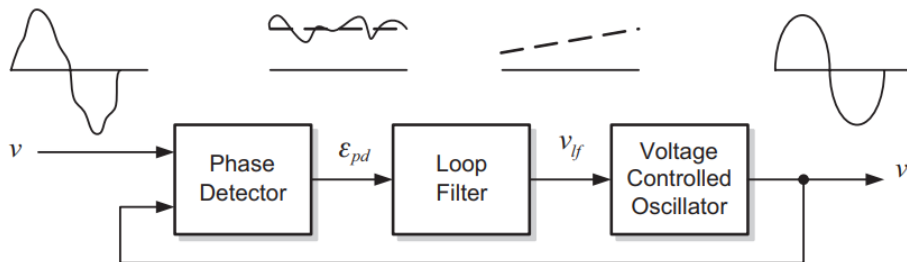 v
Phase
Detector
ε_pd
Loop
Filter
v_lf
Voltage
Controlled
Oscillator
v